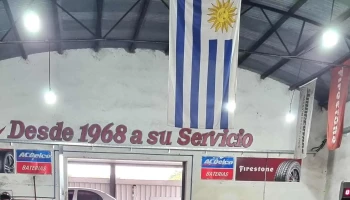 Desde 1968 a su Servicio
ACDelco
BATERIAS
ACDelco
BATERIAS
Firestone